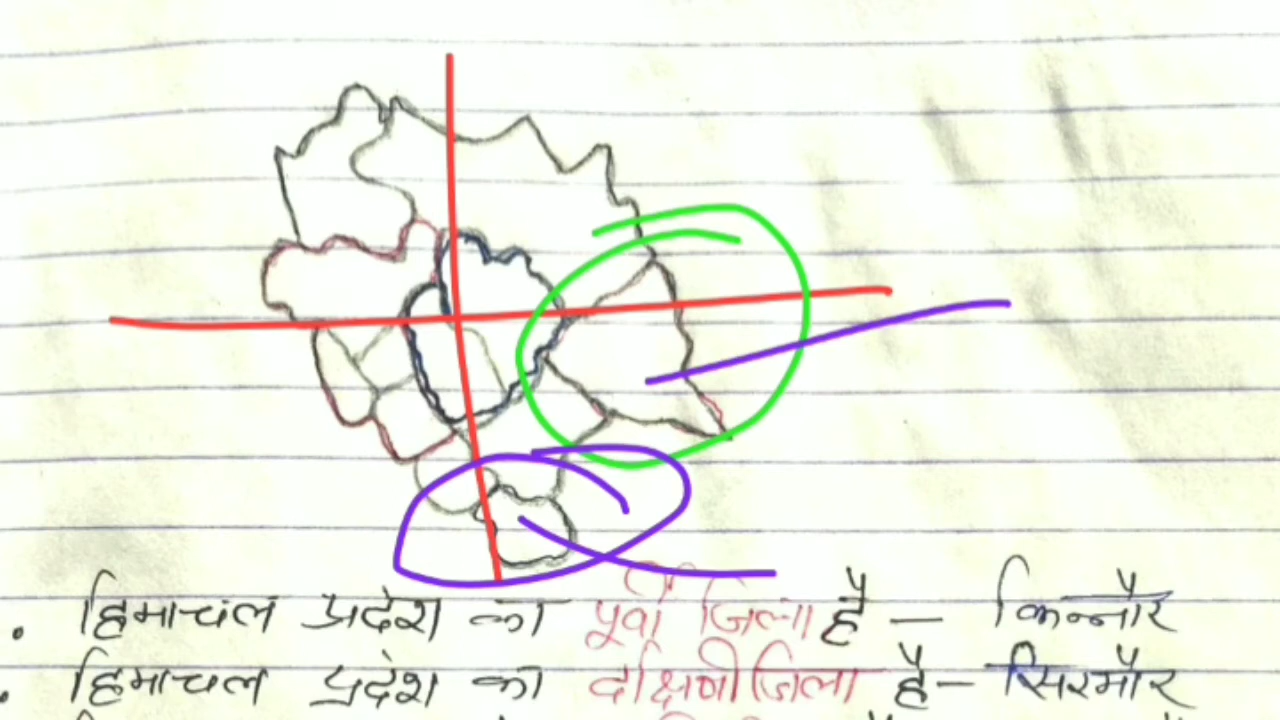 . हिमाचल प्रदेश का पूर्वी जिला है – किन्नौर
. हिमाचल प्रदेश का दक्षिणी जिला है – सिरमौर